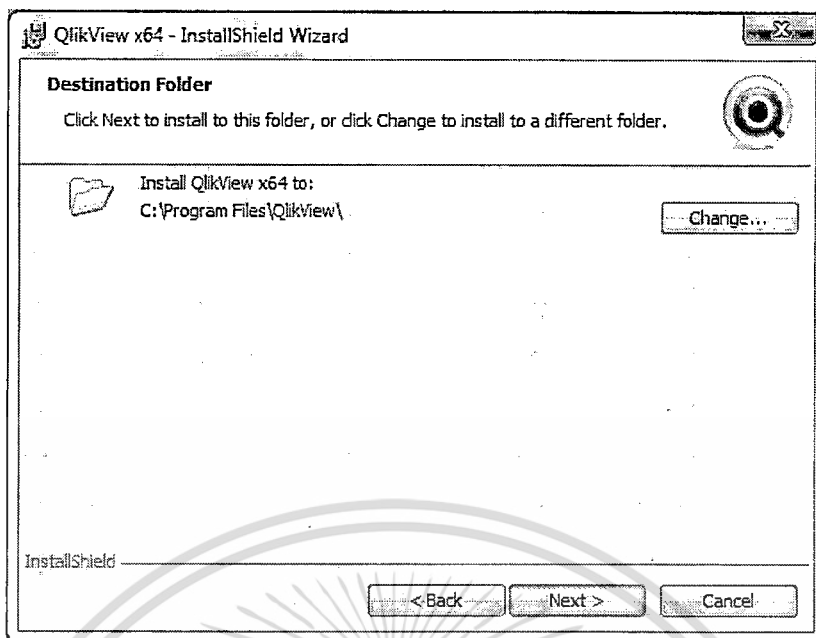 QlikView x64 - InstallShield Wizard
Destination Folder
Click Next to install to this folder, or click Change to install to a different folder.
Install QlikView x64 to:
C:\Program Files\QlikView\
Change...
InstallShield
< Back
Next >
Cancel